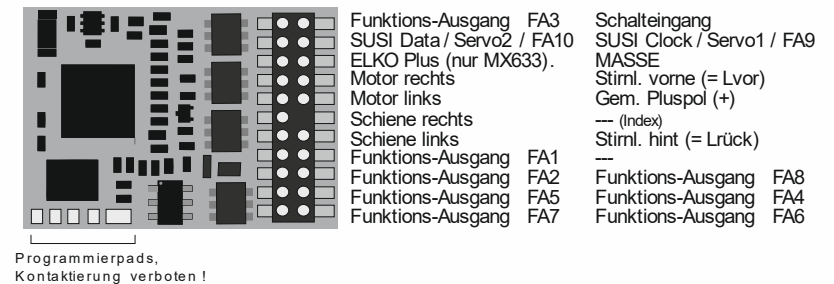 Funktions-Ausgang FA3 Schalteingang
SUSI Data / Servo2 / FA10 SUSI Clock / Servo1 / FA9
ELKO Plus (nur MX633). MASSE
Motor rechts Stirnl. vorne (= Lvor)
Motor links Gem. Pluspol (+)
Schiene rechts --- (Index)
Schiene links Stirnl. hint (= Lrück)
Funktions-Ausgang FA1 ---
Funktions-Ausgang FA2 Funktions-Ausgang FA8
Funktions-Ausgang FA5 Funktions-Ausgang FA4
Funktions-Ausgang FA7 Funktions-Ausgang FA6
Programmierpads,
Kontaktierung verboten !